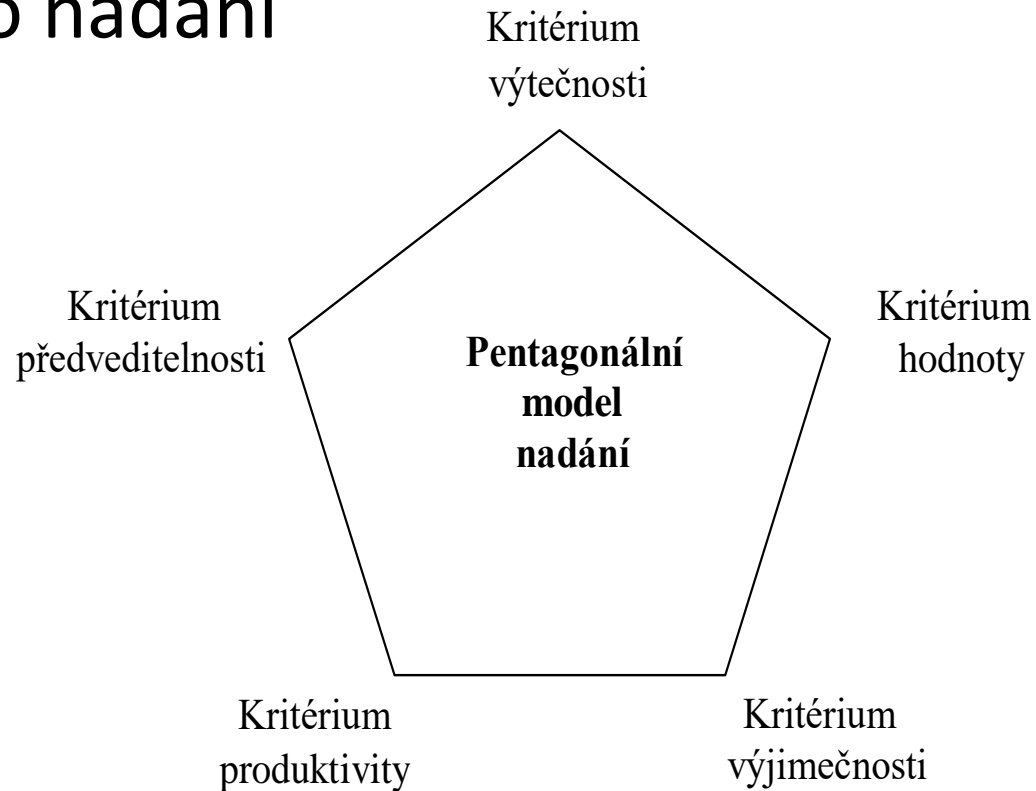 o nadání
Kritérium
výtečnosti
Kritérium
předveditelnosti
Kritérium
hodnoty
Pentagonální
model
nadání
Kritérium
produktivity
Kritérium
výjimečnosti